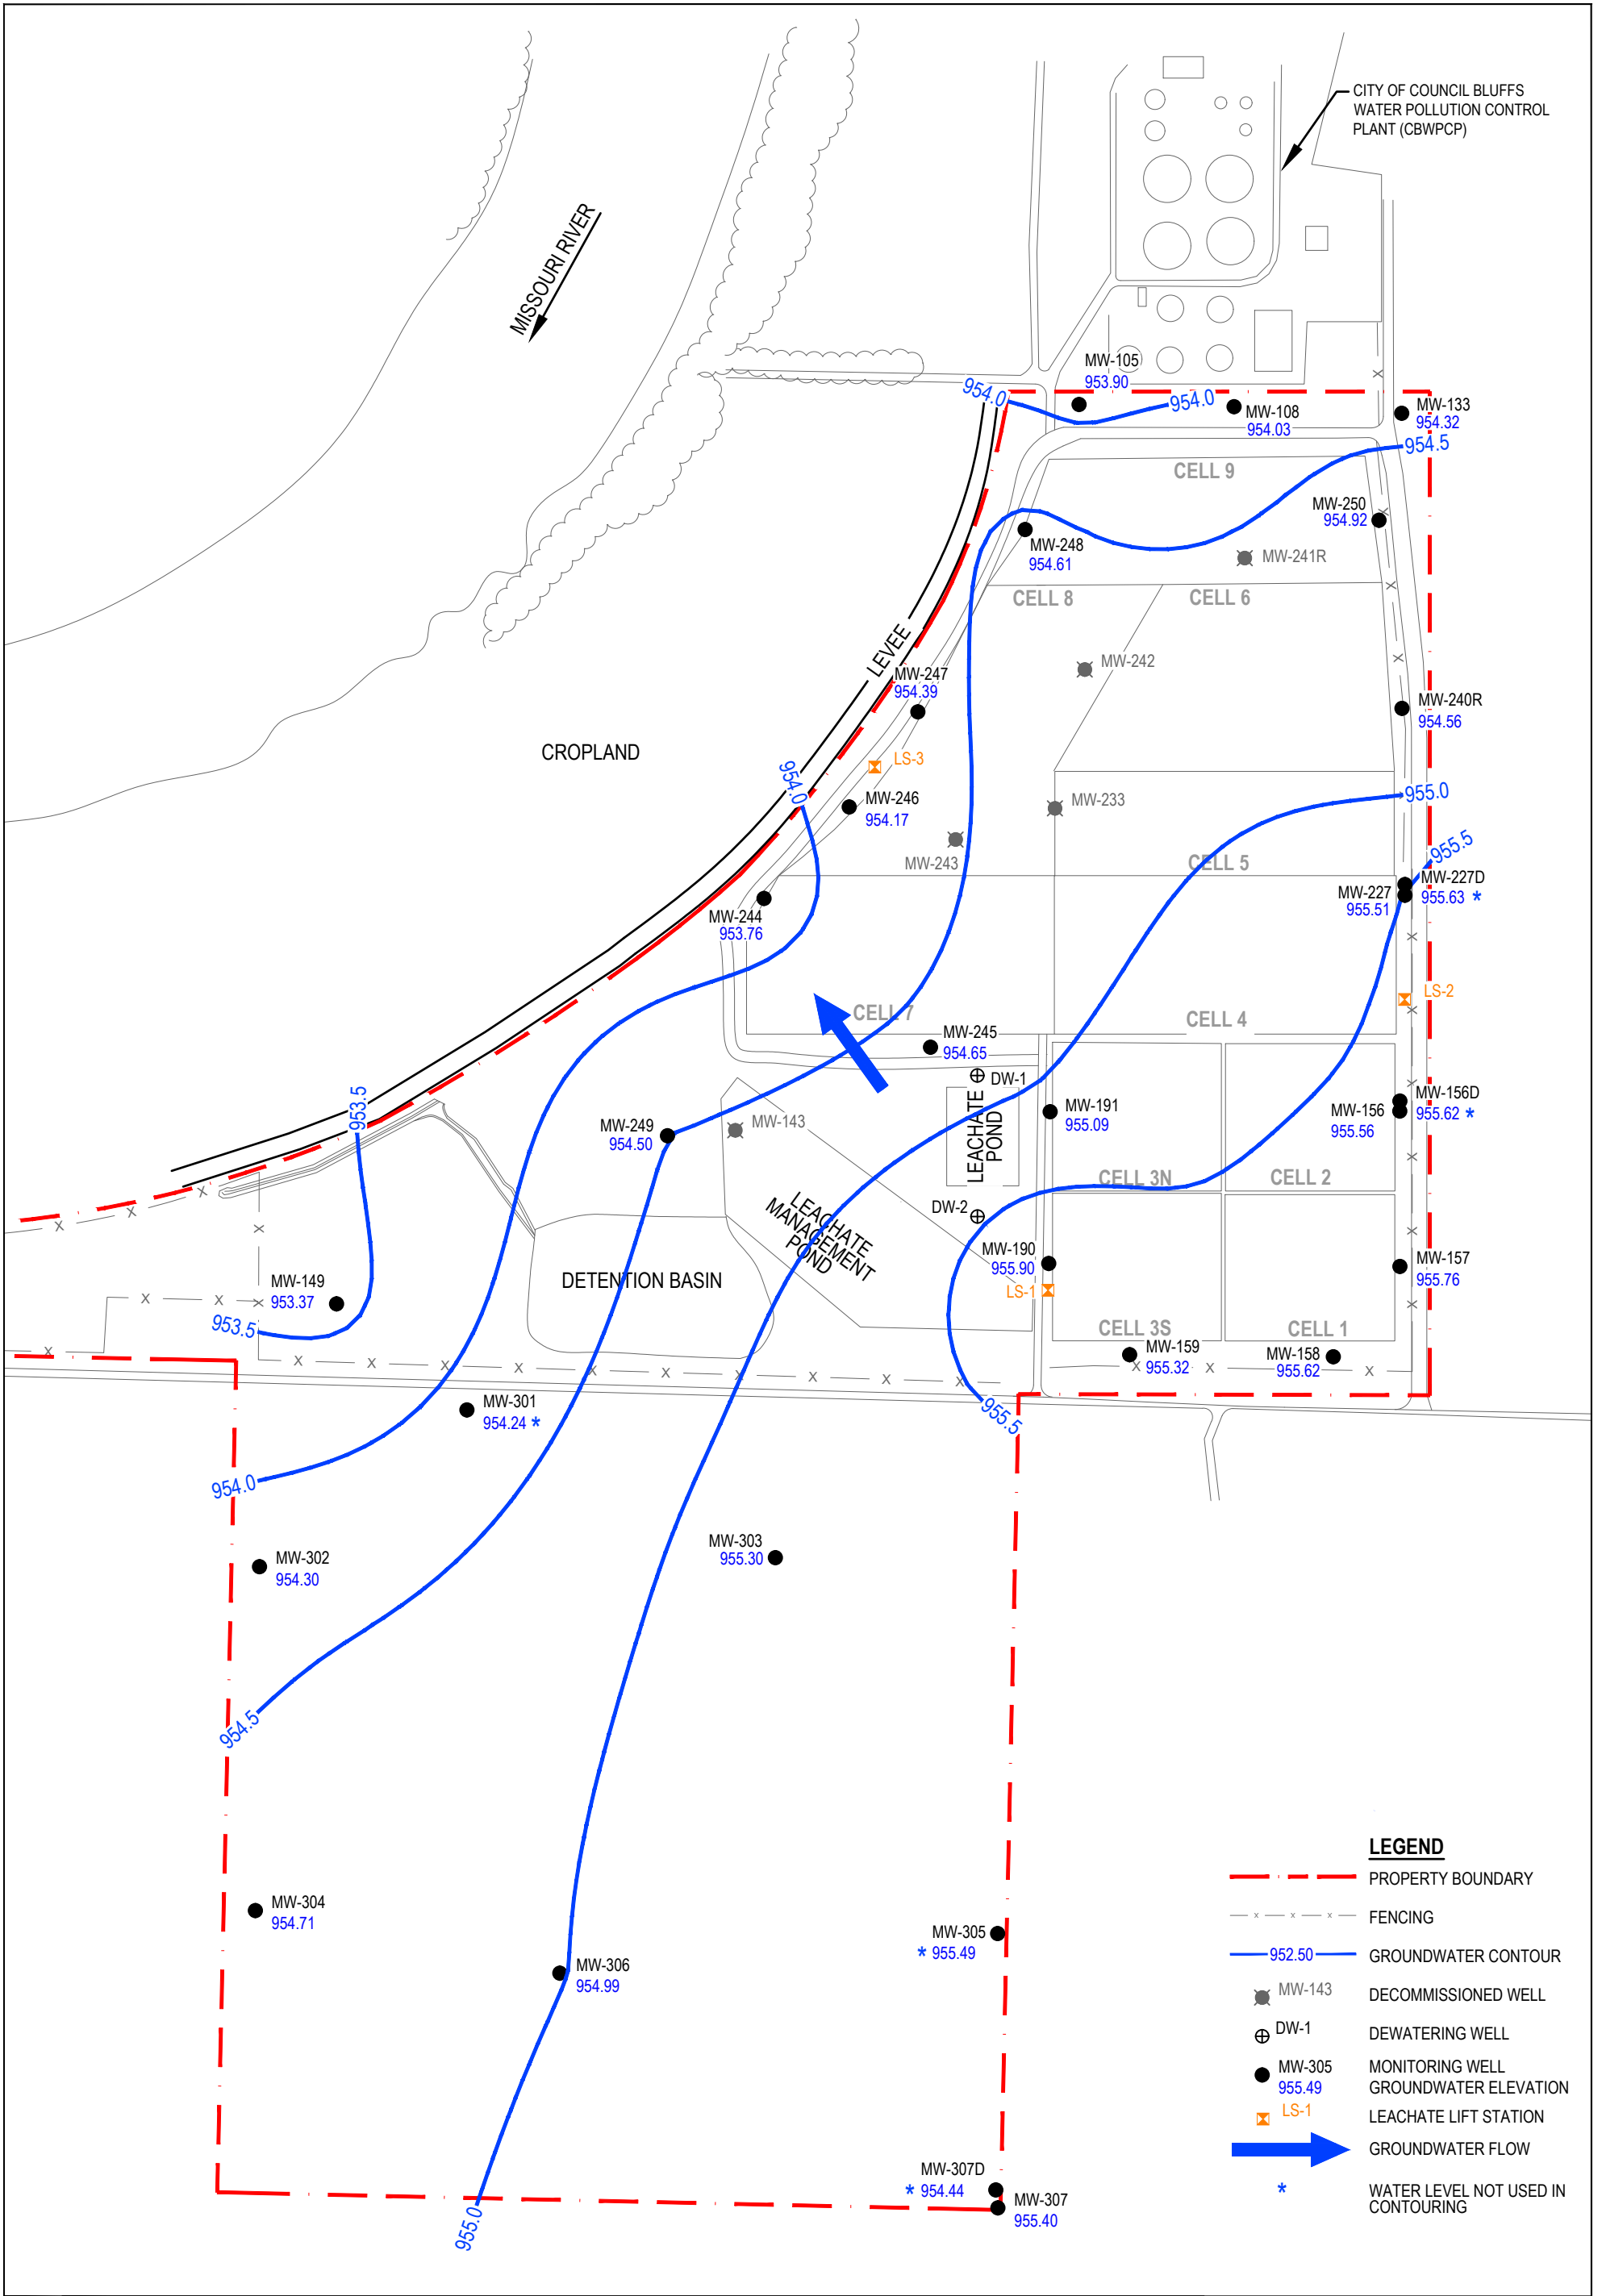 CITY OF COUNCIL BLUFFS
WATER POLLUTION CONTROL
PLANT (CBWPCP)
MISSOURI RIVER
MW-105
953.90
954.0
954.0
MW-108
954.03
MW-133
954.32
954.5
CELL 9
MW-250
954.92
MW-248
954.61
MW-241R
CELL 8
CELL 6
LEVEE
MW-242
MW-247
954.39
MW-240R
954.56
CROPLAND
LS-3
954.0
MW-246
954.17
MW-233
955.0
MW-243
CELL 5
955.5
MW-227D
955.63 *
MW-227
955.51
MW-244
953.76
LS-2
CELL 7
CELL 4
MW-245
954.65
DW-1
LEACHATE
POND
MW-191
955.09
MW-156D
955.62 *
MW-156
955.56
953.5
MW-249
954.50
MW-143
CELL 3N
CELL 2
LEACHATE
MANAGEMENT
POND
DW-2
MW-190
955.90
LS-1
MW-157
955.76
DETENTION BASIN
MW-149
953.37
953.5
CELL 3S
CELL 1
MW-159
955.32
MW-158
955.62
MW-301
954.24 *
955.5
954.0
MW-302
954.30
MW-303
955.30
954.5
MW-304
954.71
MW-305
* 955.49
MW-306
954.99
MW-307D
* 954.44
MW-307
955.40
955.0
LEGEND
PROPERTY BOUNDARY
x x x FENCING
952.50 GROUNDWATER CONTOUR
MW-143 DECOMMISSIONED WELL
DW-1 DEWATERING WELL
MW-305 MONITORING WELL
955.49 GROUNDWATER ELEVATION
LS-1 LEACHATE LIFT STATION
GROUNDWATER FLOW
* WATER LEVEL NOT USED IN
CONTOURING